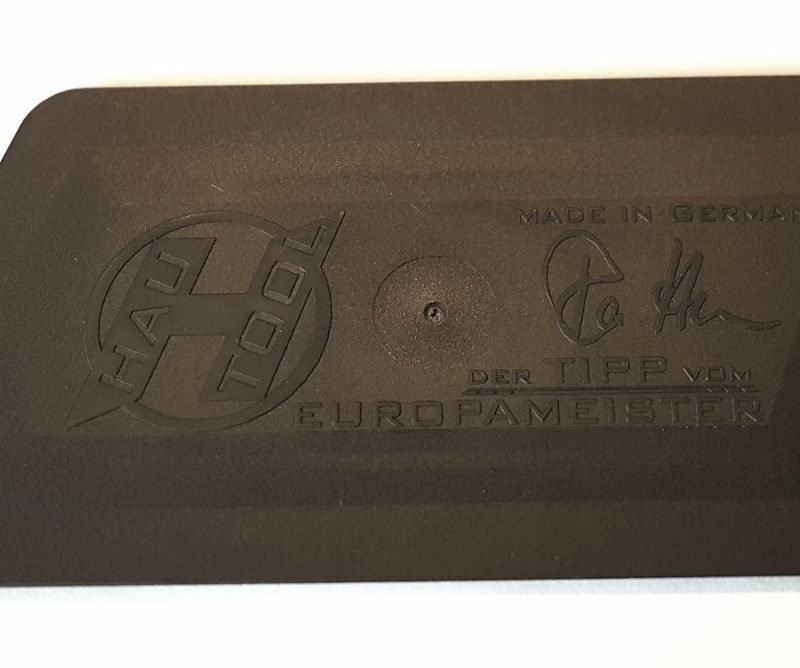 HAU
TOOL
MADE IN GERMAN
DER TIPP VOM
EUROPAMEISTER